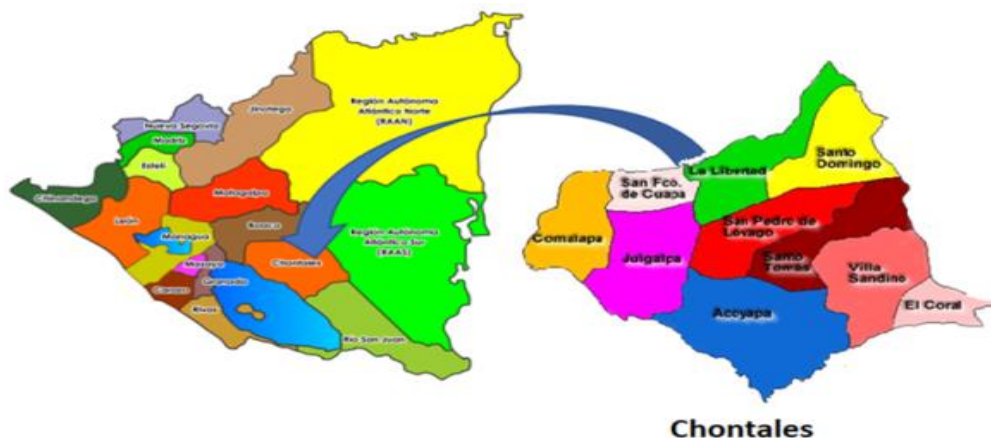 Nueva Segovia
Madriz
Jinotega
Región Autónoma
Atlántica Norte
(RAAN)
Estelí
Chinandega
León
Matagalpa
Boaco
Managua
Masaya
Granada
Carazo
Rivas
Chontales
Región Autónoma
Atlántica Sur
(RAAS)
Río San Juan
La Libertad
Santo
Domingo
San Fco.
de Cuapa
Comalapa
Juigalpa
San Pedro de
Lóvago
Santo
Tomás
Villa
Sandino
El Coral
Acoyapa
Chontales